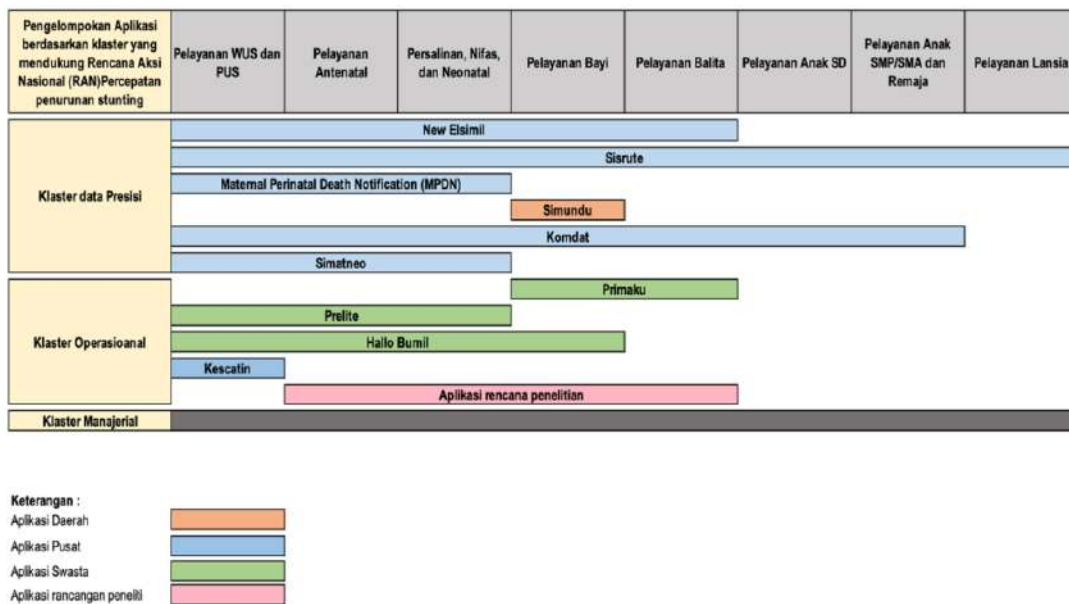 Pengelompokan Aplikasi
berdasarkan klaster yang
mendukung Rencana Aksi
Nasional (RAN)Percepatan
penurunan stunting
Pelayanan WUS dan
PUS
Pelayanan
Antenatal
Persalinan, Nifas,
dan Neonatal
Pelayanan Bayi
Pelayanan Balita
Pelayanan Anak SD
Pelayanan Anak
SMP/SMA dan
Remaja
Pelayanan Lansia
Klaster data Presisi
New Elsimil
Sisrute
Maternal Perinatal Death Notification (MPDN)
Simundu
Komdat
Simatneo
Klaster Operasioanal
Primaku
Prelite
Hallo Bumil
Kescatin
Aplikasi rencana penelitian
Klaster Manajerial
Keterangan :
Aplikasi Daerah
Aplikasi Pusat
Aplikasi Swasta
Aplikasi rancangan peneliti